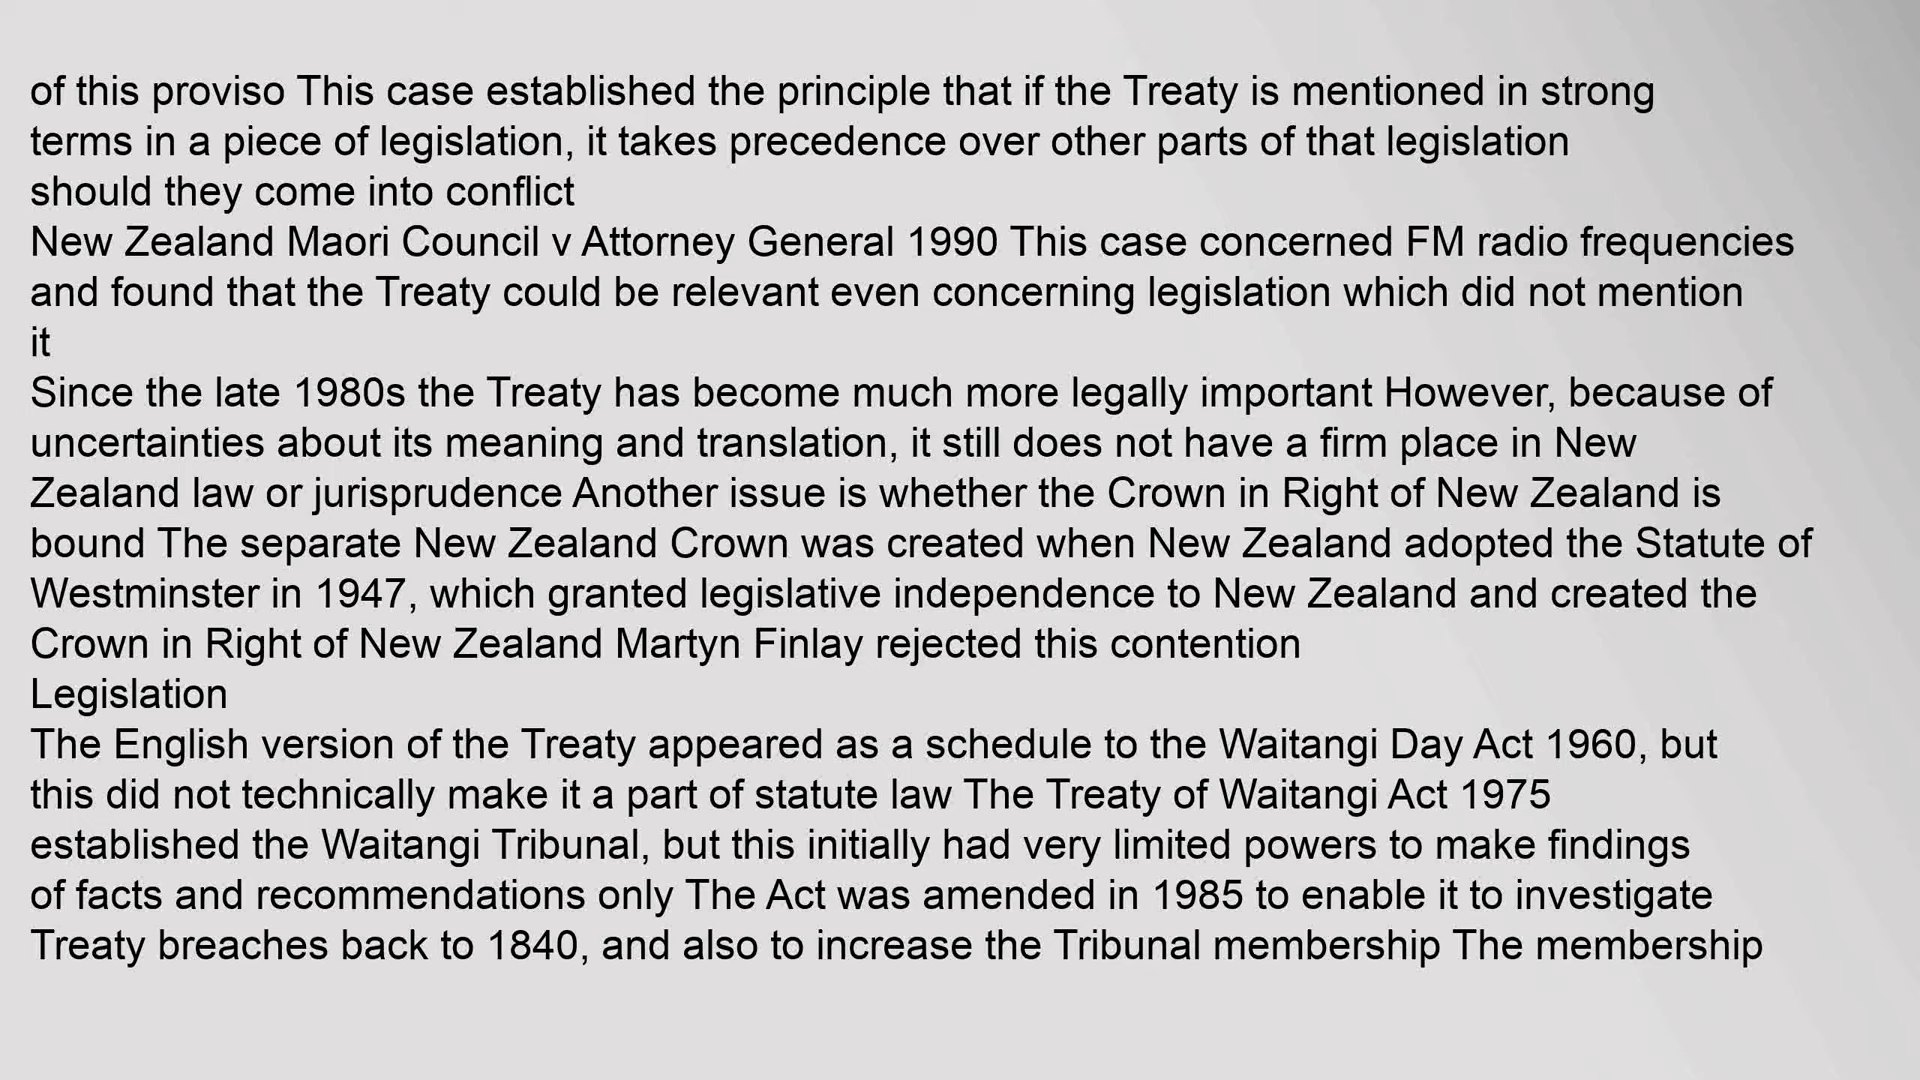 of this proviso This case established the principle that if the Treaty is mentioned in strong
terms in a piece of legislation, it takes precedence over other parts of that legislation
should they come into conflict
New Zealand Maori Council v Attorney General 1990 This case concerned FM radio frequencies
and found that the Treaty could be relevant even concerning legislation which did not mention
it
Since the late 1980s the Treaty has become much more legally important However, because of
uncertainties about its meaning and translation, it still does not have a firm place in New
Zealand law or jurisprudence Another issue is whether the Crown in Right of New Zealand is
bound The separate New Zealand Crown was created when New Zealand adopted the Statute of
Westminster in 1947, which granted legislative independence to New Zealand and created the
Crown in Right of New Zealand Martyn Finlay rejected this contention
Legislation
The English version of the Treaty appeared as a schedule to the Waitangi Day Act 1960, but
this did not technically make it a part of statute law The Treaty of Waitangi Act 1975
established the Waitangi Tribunal, but this initially had very limited powers to make findings
of facts and recommendations only The Act was amended in 1985 to enable it to investigate
Treaty breaches back to 1840, and also to increase the Tribunal membership The membership